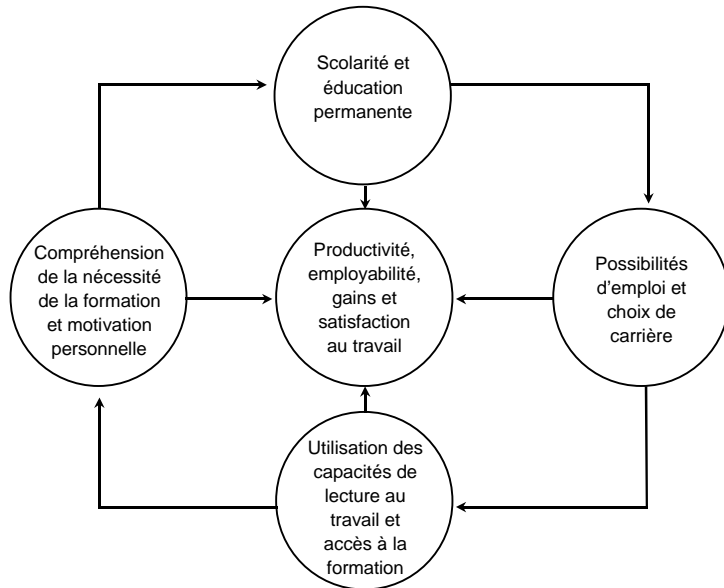 Scolarité et
éducation
permanente
Compréhension
de la nécessité
de la formation
et motivation
personnelle
Productivité,
employabilité,
gains et
satisfaction
au travail
Possibilités
d’emploi et
choix de
carrière
Utilisation des
capacités de
lecture au
travail et
accès à la
formation